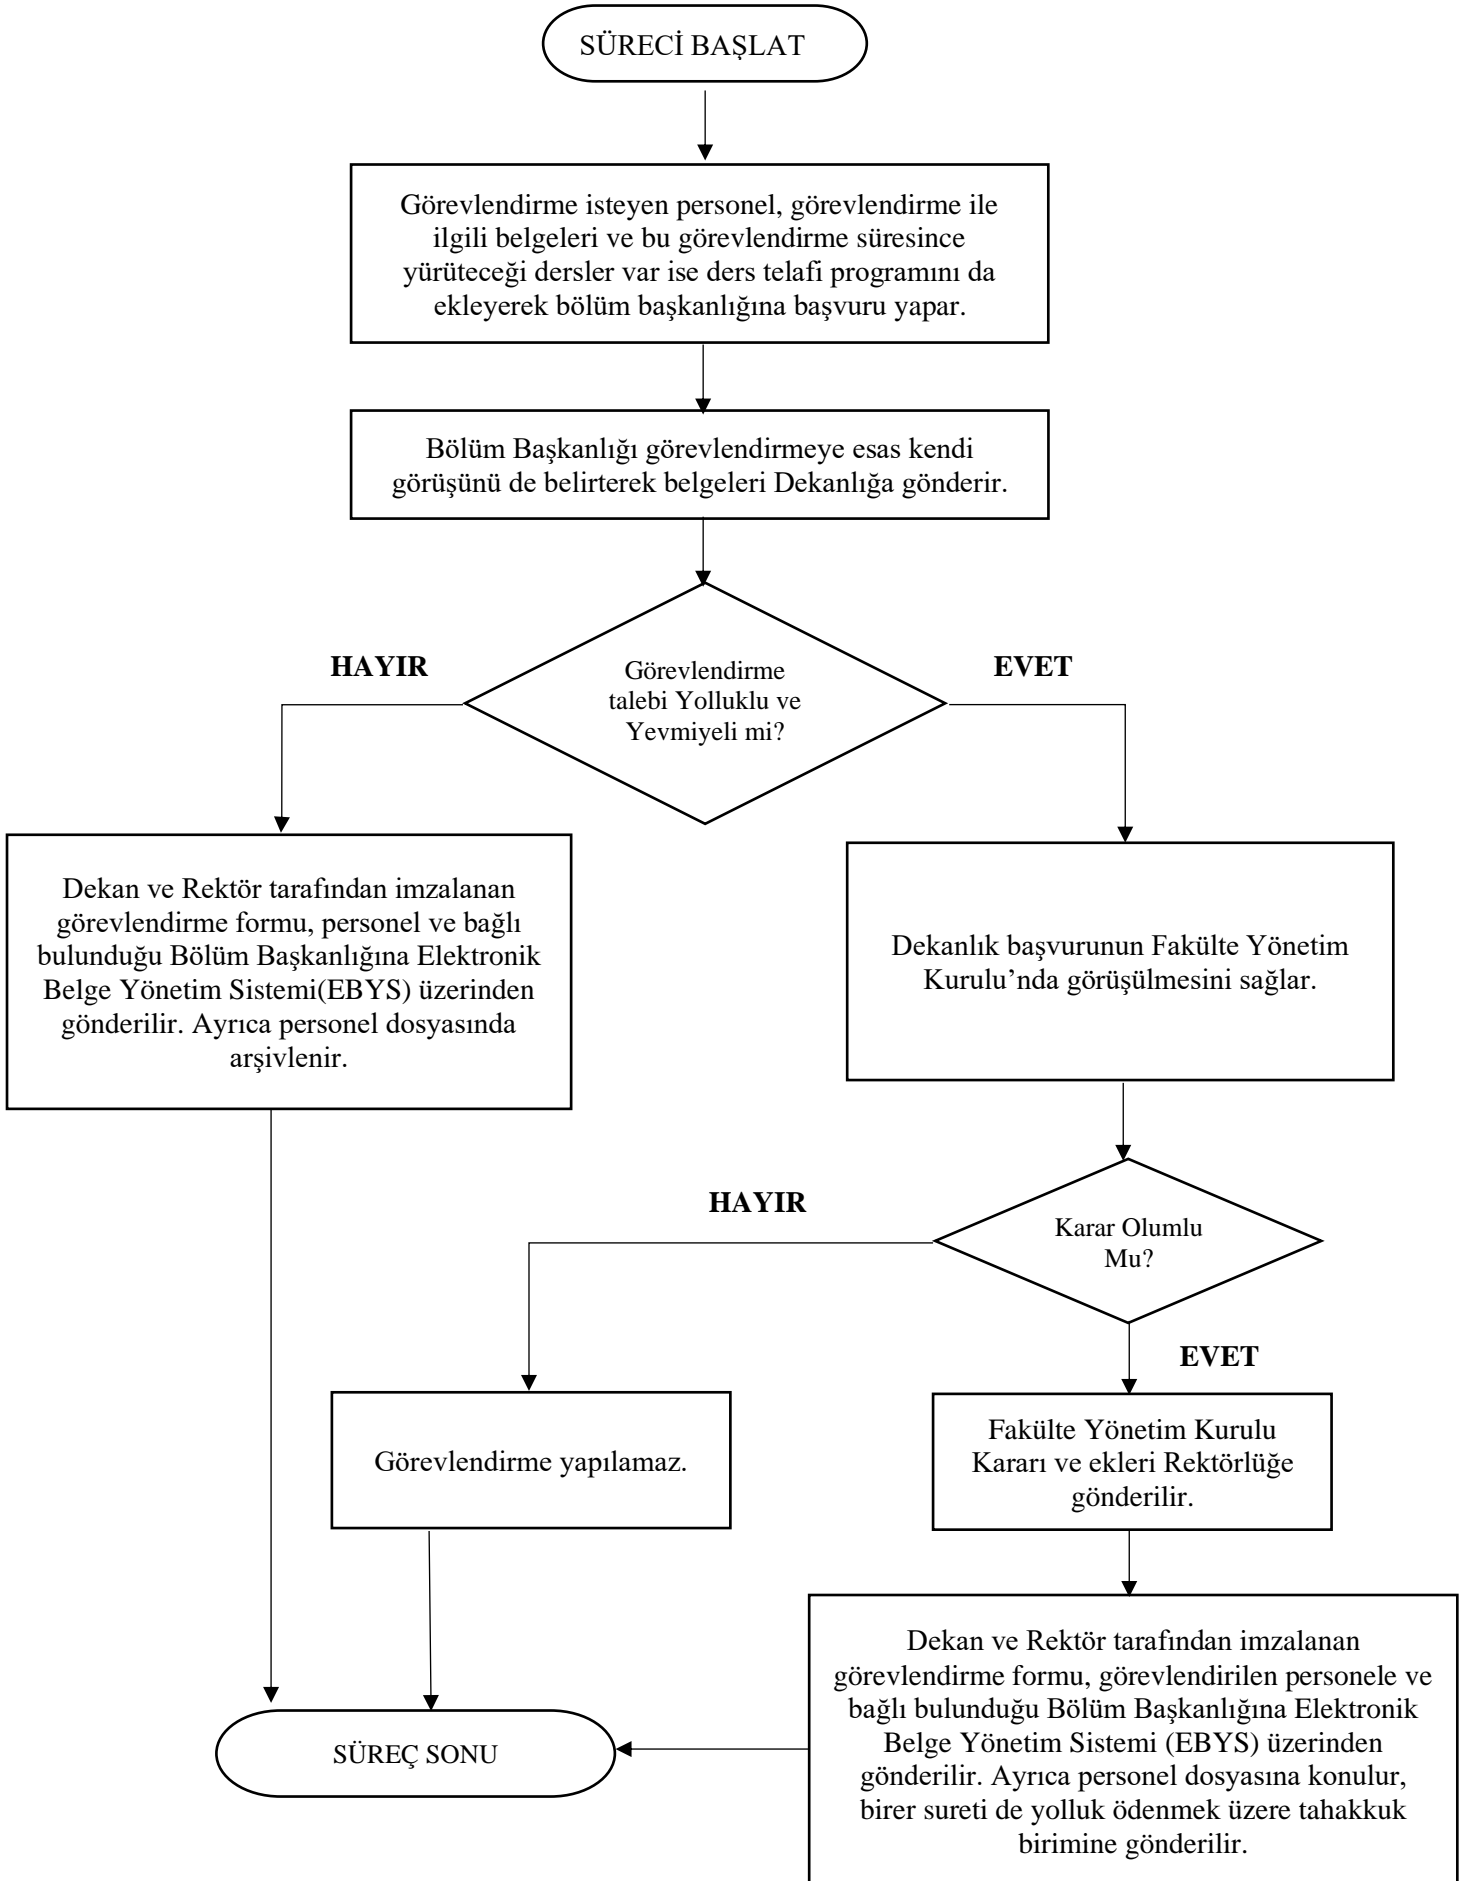 SÜRECİ BAŞLAT
Görevlendirme isteyen personel, görevlendirme ile
ilgili belgeleri ve bu görevlendirme süresince
yürüteceği dersler var ise ders telafi programını da
ekleyerek bölüm başkanlığına başvuru yapar.
Bölüm Başkanlığı görevlendirmeye esas kendi
görüşünü de belirterek belgeleri Dekanlığa gönderir.
HAYIR
EVET
Görevlendirme
talebi Yolluklu ve
Yevmiyeli mi?
Dekan ve Rektör tarafından imzalanan
görevlendirme formu, personel ve bağlı
bulunduğu Bölüm Başkanlığına Elektronik
Belge Yönetim Sistemi(EBYS) üzerinden
gönderilir. Ayrıca personel dosyasında
arşivlenir.
Dekanlık başvurunun Fakülte Yönetim
Kurulu’nda görüşülmesini sağlar.
HAYIR
Karar Olumlu
Mu?
EVET
Görevlendirme yapılamaz.
Fakülte Yönetim Kurulu
Kararı ve ekleri Rektörlüğe
gönderilir.
Dekan ve Rektör tarafından imzalanan
görevlendirme formu, görevlendirilen personele ve
bağlı bulunduğu Bölüm Başkanlığına Elektronik
Belge Yönetim Sistemi (EBYS) üzerinden
gönderilir. Ayrıca personel dosyasına konulur,
birer sureti de yolluk ödenmek üzere tahakkuk
birimine gönderilir.
SÜREÇ SONU